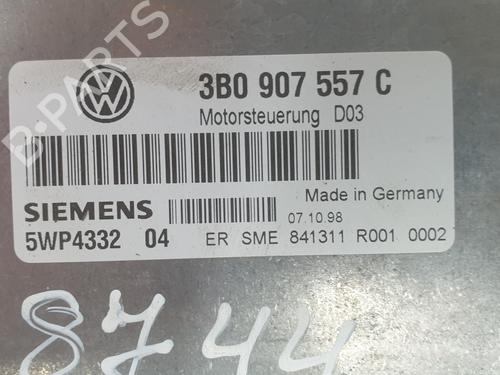 3B0 907 557 C
Motorsteuerung D03
Made in Germany
SIEMENS
07.10.98
5WP4332 04 ER SME 841311 R001 0002
8744
B-PARTS